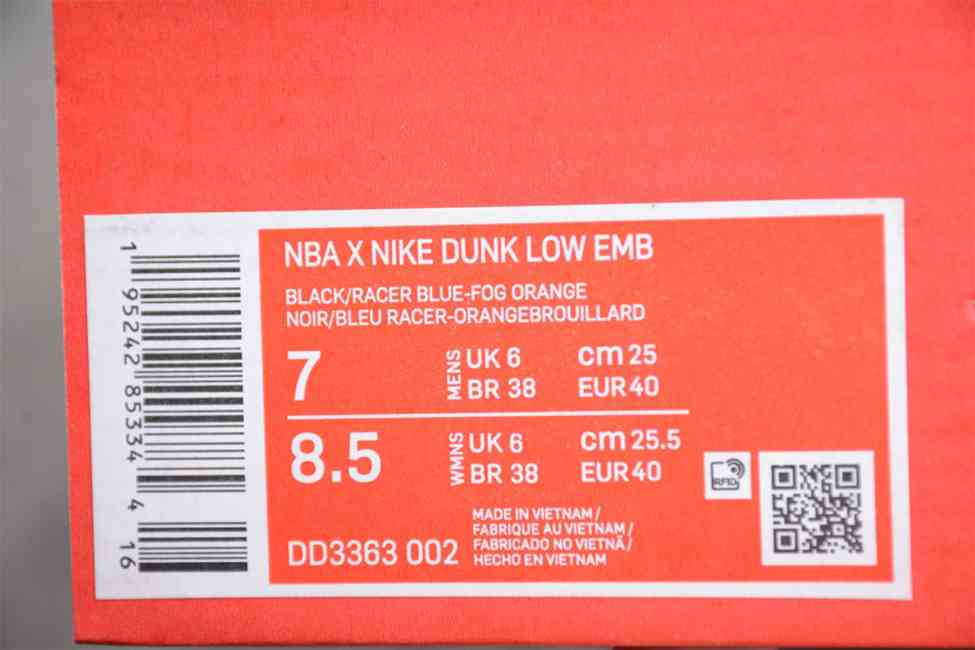 NBA X NIKE DUNK LOW EMB
BLACK/RACER BLUE-FOG ORANGE
NOIR/BLEU RACER-ORANGEBROUILLARD
7 MENS UK 6 cm 25
BR 38 EUR 40
8.5 WMNS UK 6 cm 25.5
BR 38 EUR 40
RFID
MADE IN VIETNAM /
FABRIQUE AU VIETNAM/
FABRICADO NO VIETNÃ/
HECHO EN VIETNAM
DD3363 002
1 95242 85334 4 16